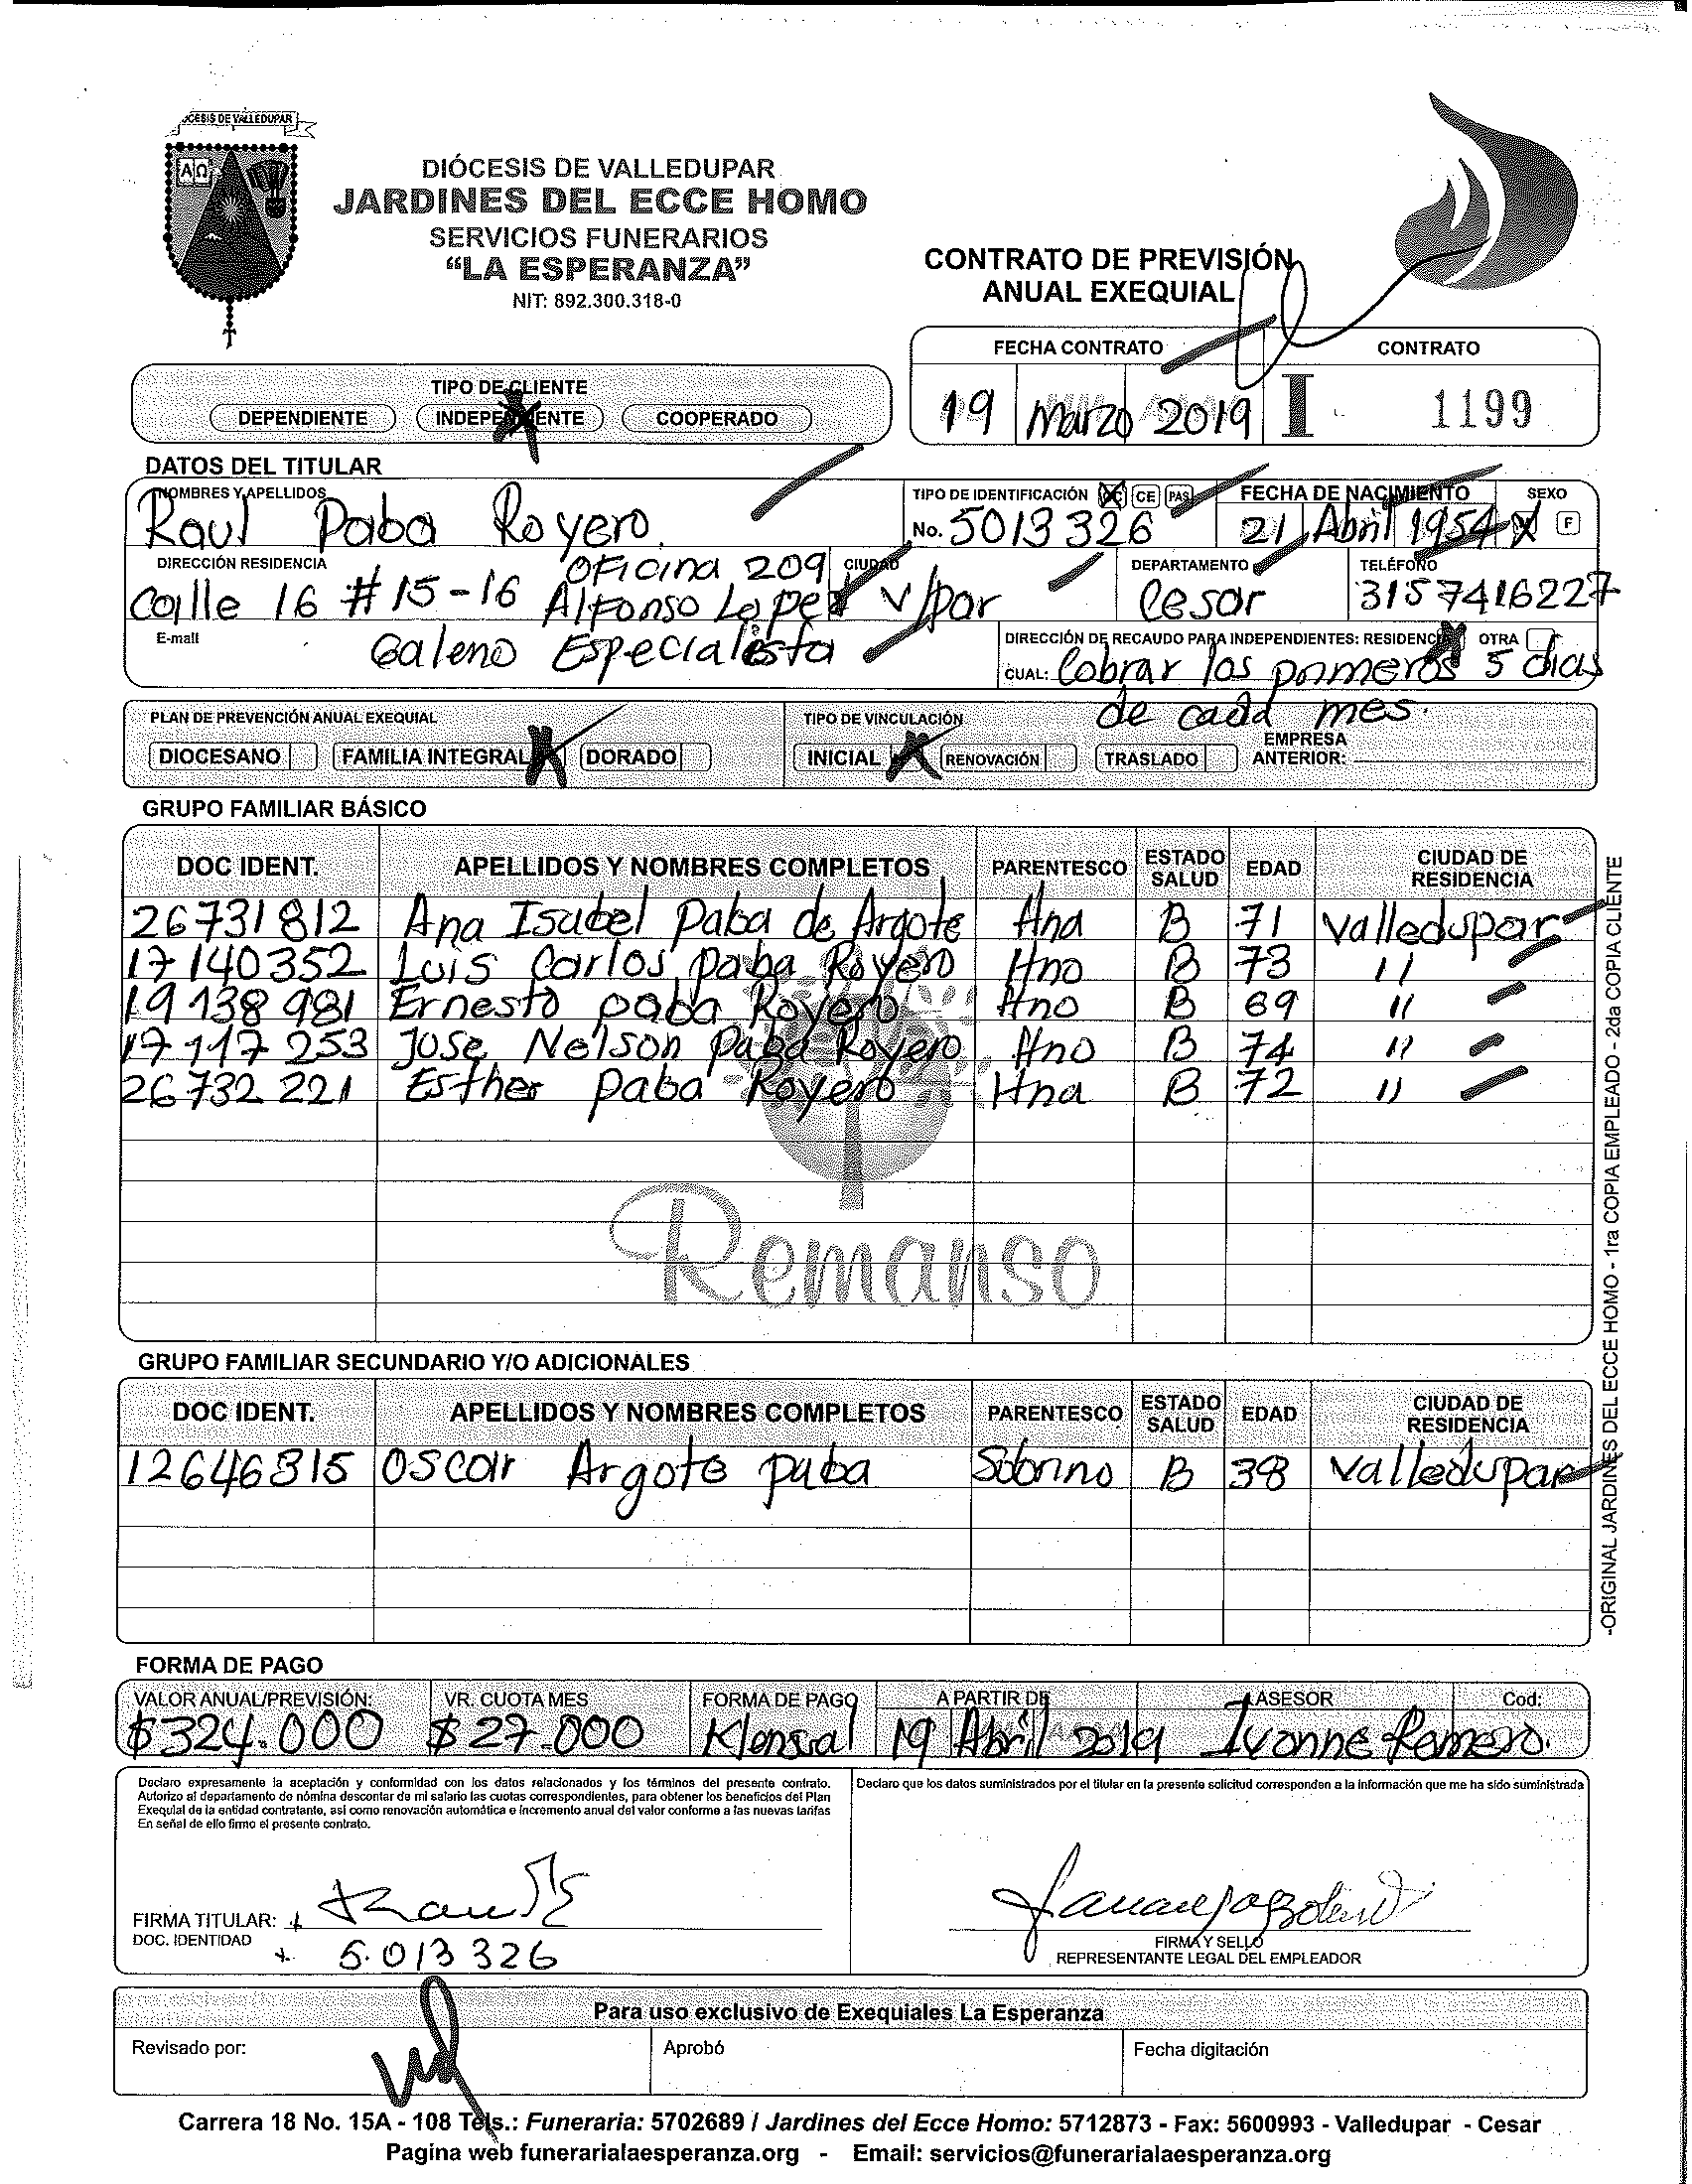 DIÓCESIS DE VALLEDUPAR
JARDINES DEL ECCE HOMO
SERVICIOS FUNERARIOS
“LA ESPERANZA”
NIT: 892.300.318-0
CONTRATO DE PREVISIÓN
ANUAL EXEQUIAL
FECHA CONTRATO CONTRATO
19 Marzo 2019 I 1199
TIPO DE CLIENTE
DEPENDIENTE INDEPENDIENTE COOPERADO
DATOS DEL TITULAR
NOMBRES Y APELLIDOS TIPO DE IDENTIFICACIÓN CC CE PAS FECHA DE NACIMIENTO SEXO
Raul Paba Royero No. 5013326 21 Abril 1954 X F
DIRECCIÓN RESIDENCIA Oficina 209 CIUDAD DEPARTAMENTO TELÉFONO
Calle 16 # 15-16 Alfonso Lopez V/par Cesar 3157416227
E-mail Galeno Especialista DIRECCIÓN DE RECAUDO PARA INDEPENDIENTES: RESIDENCIA OTRA
CUAL: Cobrar los primeros 5 dias
de cada mes.
PLAN DE PREVENCIÓN ANUAL EXEQUIAL TIPO DE VINCULACIÓN
DIOCESANO FAMILIA INTEGRAL DORADO INICIAL RENOVACIÓN TRASLADO EMPRESA ANTERIOR:
GRUPO FAMILIAR BÁSICO
DOC IDENT. APELLIDOS Y NOMBRES COMPLETOS PARENTESCO ESTADO SALUD EDAD CIUDAD DE RESIDENCIA
26731812 Ana Isabel Paba de Argote Hna B 71 Valledupar
17140352 Luis Carlos paba Royero Hno B 73 11
19138981 Ernesto paba Royero Hno B 69 11
17117253 Jose Nelson Paba Royero Hno B 74 11
26732221 Esther paba Royero Hna B 72 11
Remanso
GRUPO FAMILIAR SECUNDARIO Y/O ADICIONALES
DOC IDENT. APELLIDOS Y NOMBRES COMPLETOS PARENTESCO ESTADO SALUD EDAD CIUDAD DE RESIDENCIA
12646815 Oscar Argote paba Sobrino B 38 Valledupar
-ORIGINAL JARDINES DEL ECCE HOMO - 1ra COPIA EMPLEADO - 2da COPIA CLIENTE
FORMA DE PAGO
VALOR ANUAL/PREVISIÓN: VR. CUOTA MES FORMA DE PAGO A PARTIR DE ASESOR Cod:
$324.000 $27.000 Mensual 19 Abril 2019 Ivonne Romero.
Declaro expresamente la aceptación y conformidad con los datos relacionados y los términos del presente contrato.
Autorizo al departamento de nómina descontar de mi salario las cuotas correspondientes, para obtener los beneficios del Plan
Exequial de la entidad contratante, asi como renovación automática e incremento anual del valor conforme a las nuevas tarifas
En señal de ello firmo el presente contrato.
Declaro que los datos suministrados por el titular en la presente solicitud corresponden a la información que me ha sido suministrada
FIRMA TITULAR:
DOC. IDENTIDAD
5.013326
FIRMA Y SELLO
REPRESENTANTE LEGAL DEL EMPLEADOR
Para uso exclusivo de Exequiales La Esperanza
Revisado por: Aprobó Fecha digitación
Carrera 18 No. 15A - 108 Tels.: Funeraria: 5702689 / Jardines del Ecce Homo: 5712873 - Fax: 5600993 - Valledupar - Cesar
Pagina web funerarialaesperanza.org - Email: servicios@funerarialaesperanza.org